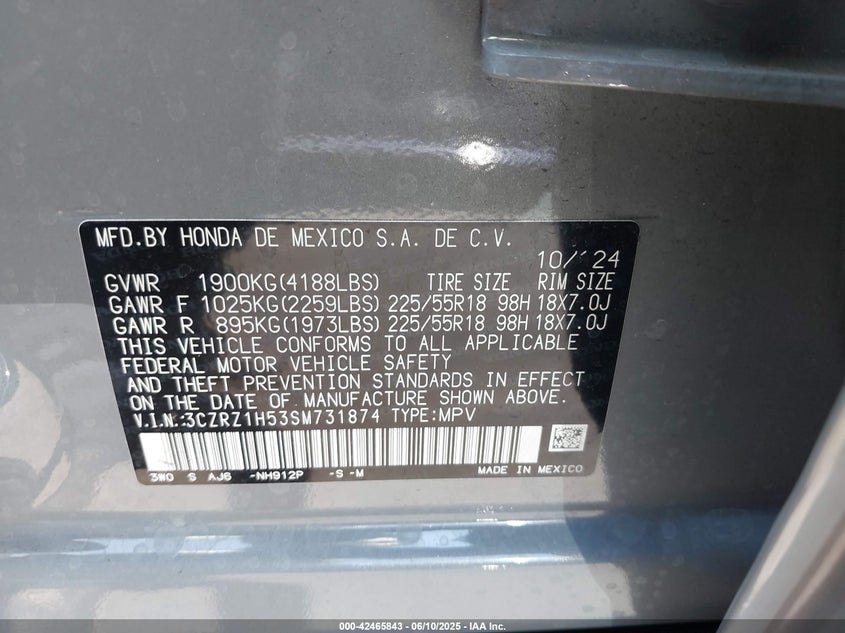 MFD.BY HONDA DE MEXICO S.A. DE C.V.
10/'24
GVWR 1900KG(4188LBS) TIRE SIZE RIM SIZE
GAWR F 1025KG(2259LBS) 225/55R18 98H 18X7.0J
GAWR R 895KG(1973LBS) 225/55R18 98H 18X7.0J
THIS VEHICLE CONFORMS TO ALL APPLICABLE
FEDERAL MOTOR VEHICLE SAFETY
AND THEFT PREVENTION STANDARDS IN EFFECT
ON THE DATE OF MANUFACTURE SHOWN ABOVE.
V.I.N.:3CZRZ1H53SM731874 TYPE:MPV
3W0 S AJ6 -NH912P -S -M MADE IN MEXICO
000-42465843 - 06/10/2025 - IAA Inc.